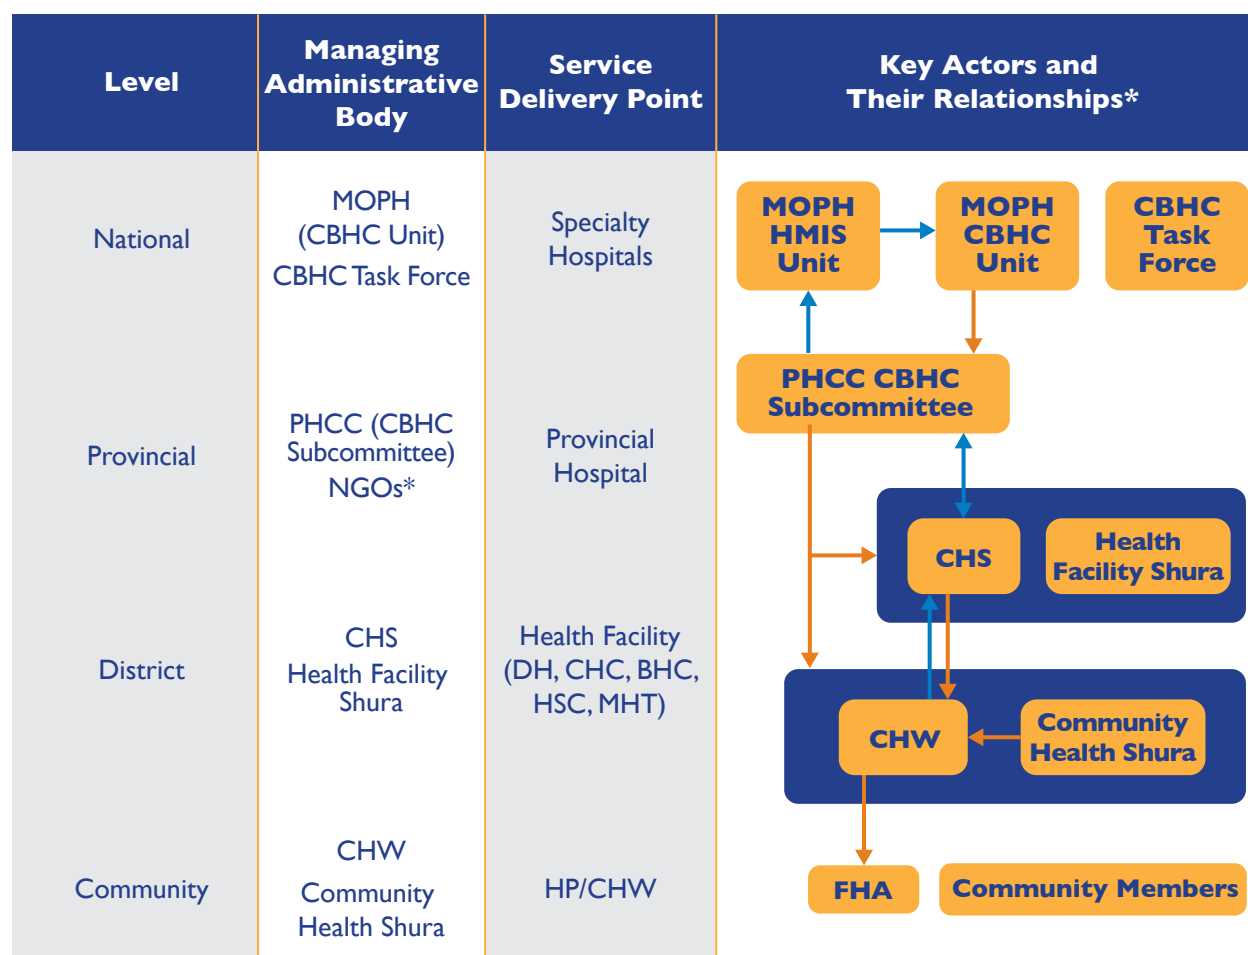 Level
Managing
Administrative
Body
Service
Delivery Point
Key Actors and
Their Relationships*
National
MOPH
(CBHC Unit)
CBHC Task Force
Specialty
Hospitals
MOPH
HMIS
Unit
MOPH
CBHC
Unit
CBHC
Task
Force
Provincial
PHCC (CBHC
Subcommittee)
NGOs*
Provincial
Hospital
PHCC CBHC
Subcommittee
District
CHS
Health Facility
Shura
Health Facility
(DH, CHC, BHC,
HSC, MHT)
CHS
Health
Facility Shura
CHW
Community
Health Shura
Community
CHW
Community
Health Shura
HP/CHW
FHA
Community Members